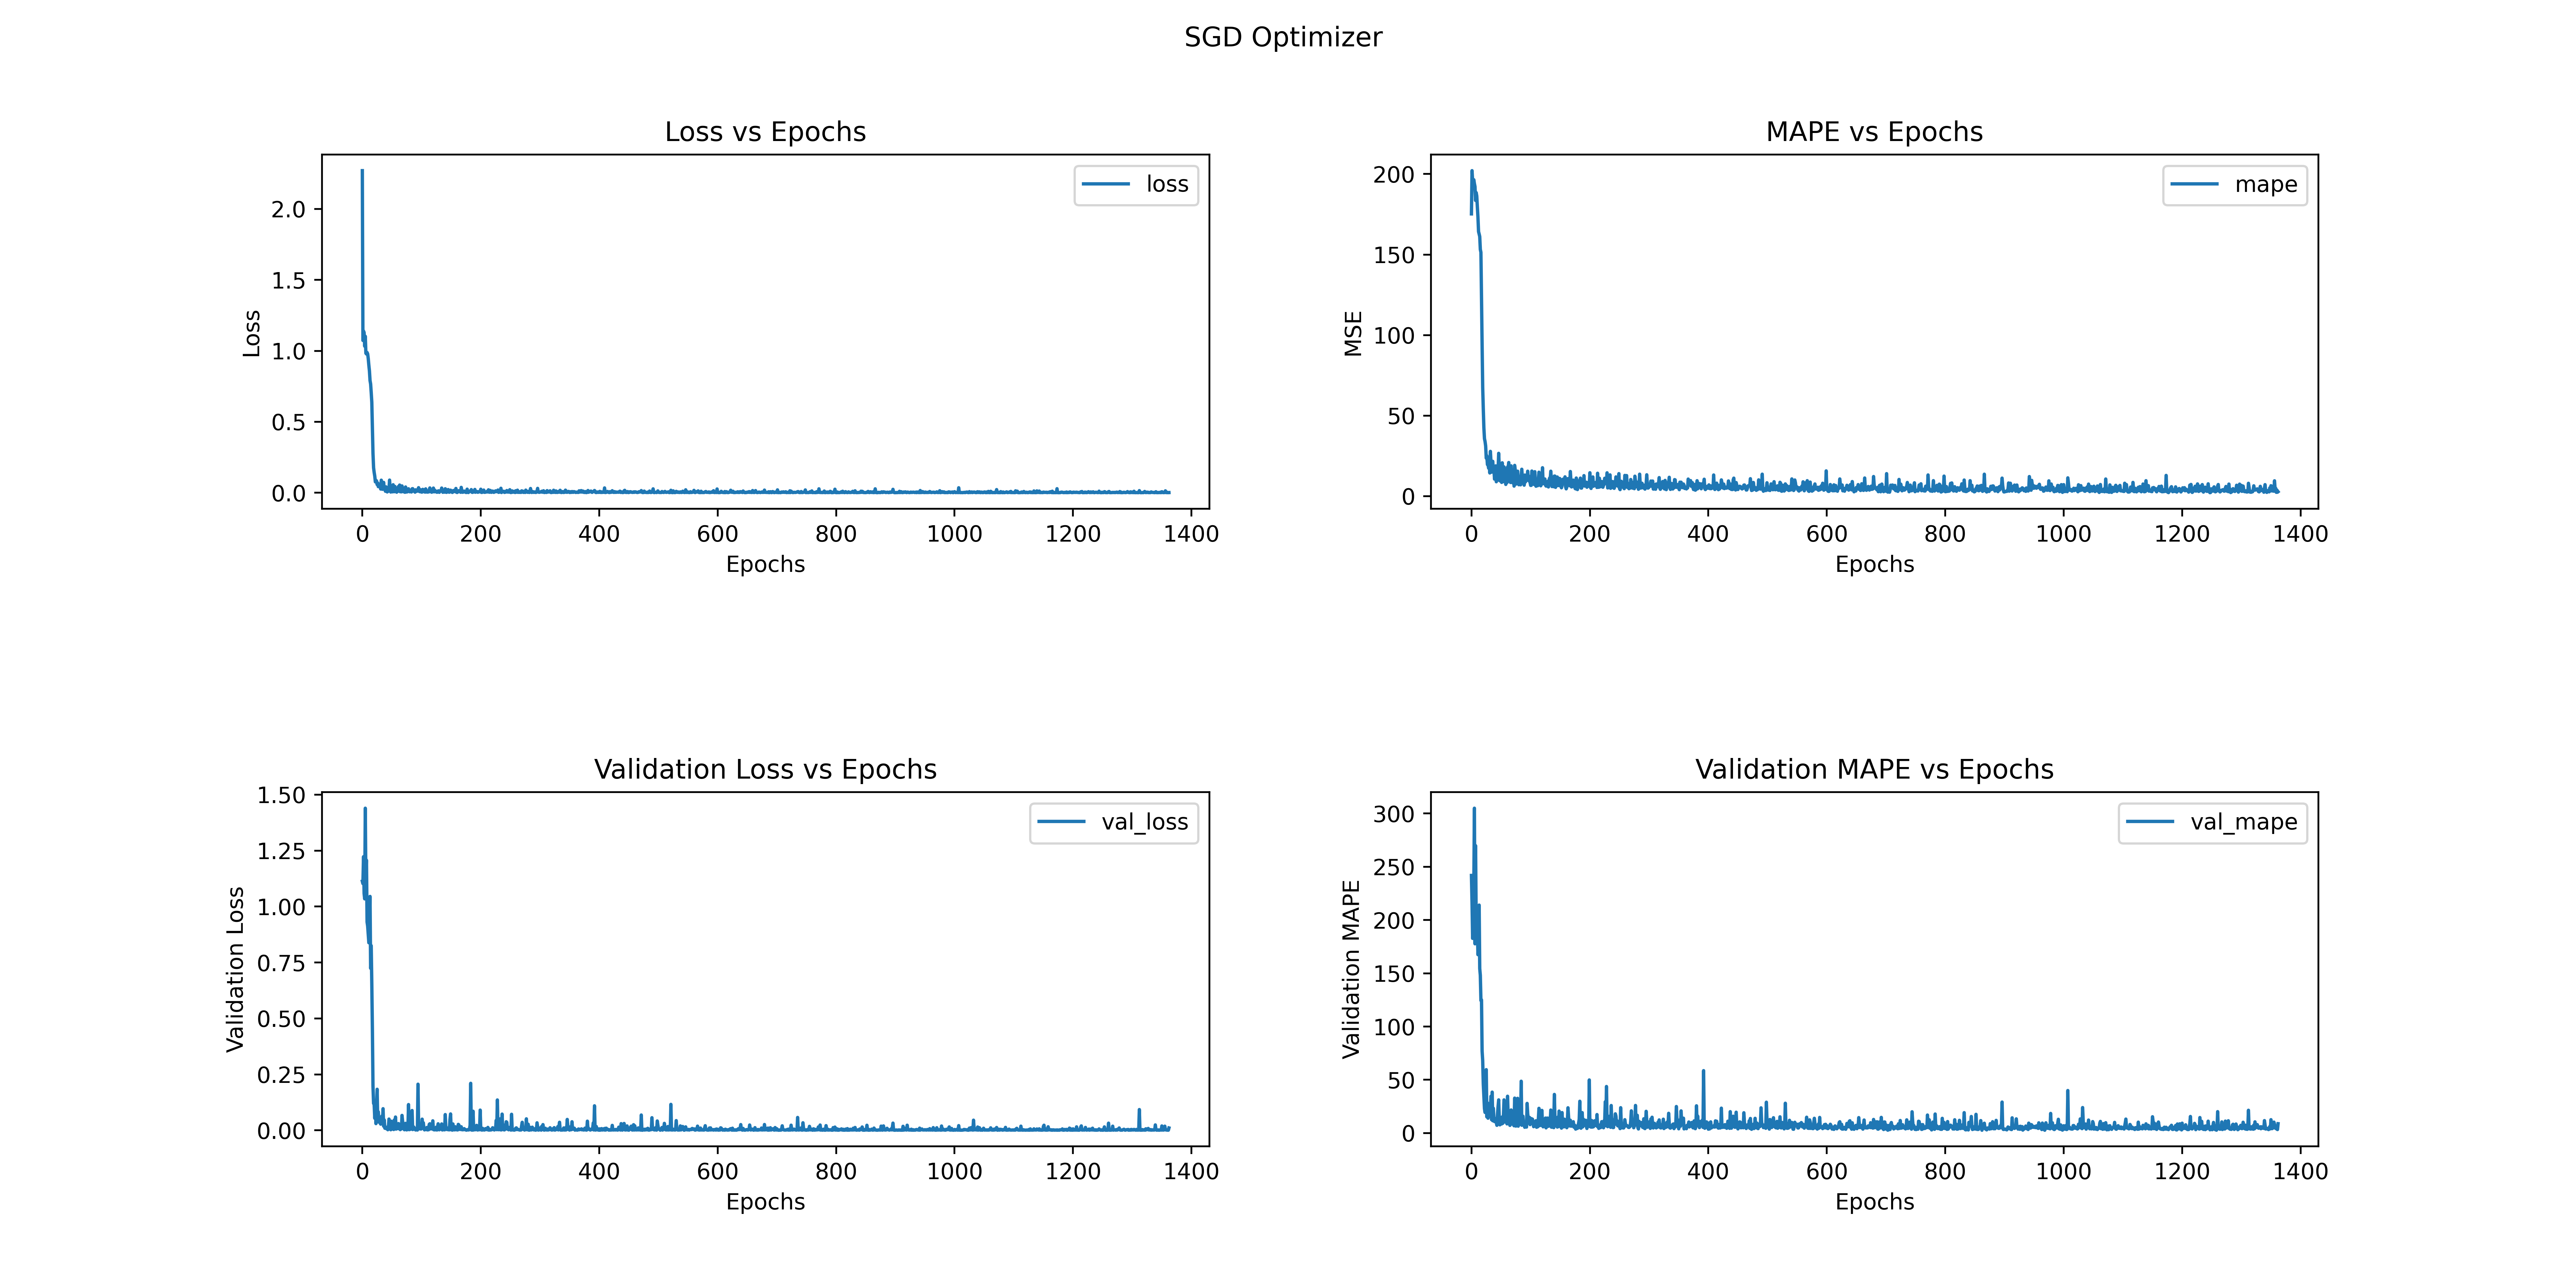 SGD Optimizer
Loss vs Epochs
loss
2.0
1.5
1.0
0.5
0.0
Loss
0 200 400 600 800 1000 1200 1400
Epochs
MAPE vs Epochs
mape
200
150
100
50
0
MSE
0 200 400 600 800 1000 1200 1400
Epochs
Validation Loss vs Epochs
val_loss
1.50
1.25
1.00
0.75
0.50
0.25
0.00
Validation Loss
0 200 400 600 800 1000 1200 1400
Epochs
Validation MAPE vs Epochs
val_mape
300
250
200
150
100
50
0
Validation MAPE
0 200 400 600 800 1000 1200 1400
Epochs